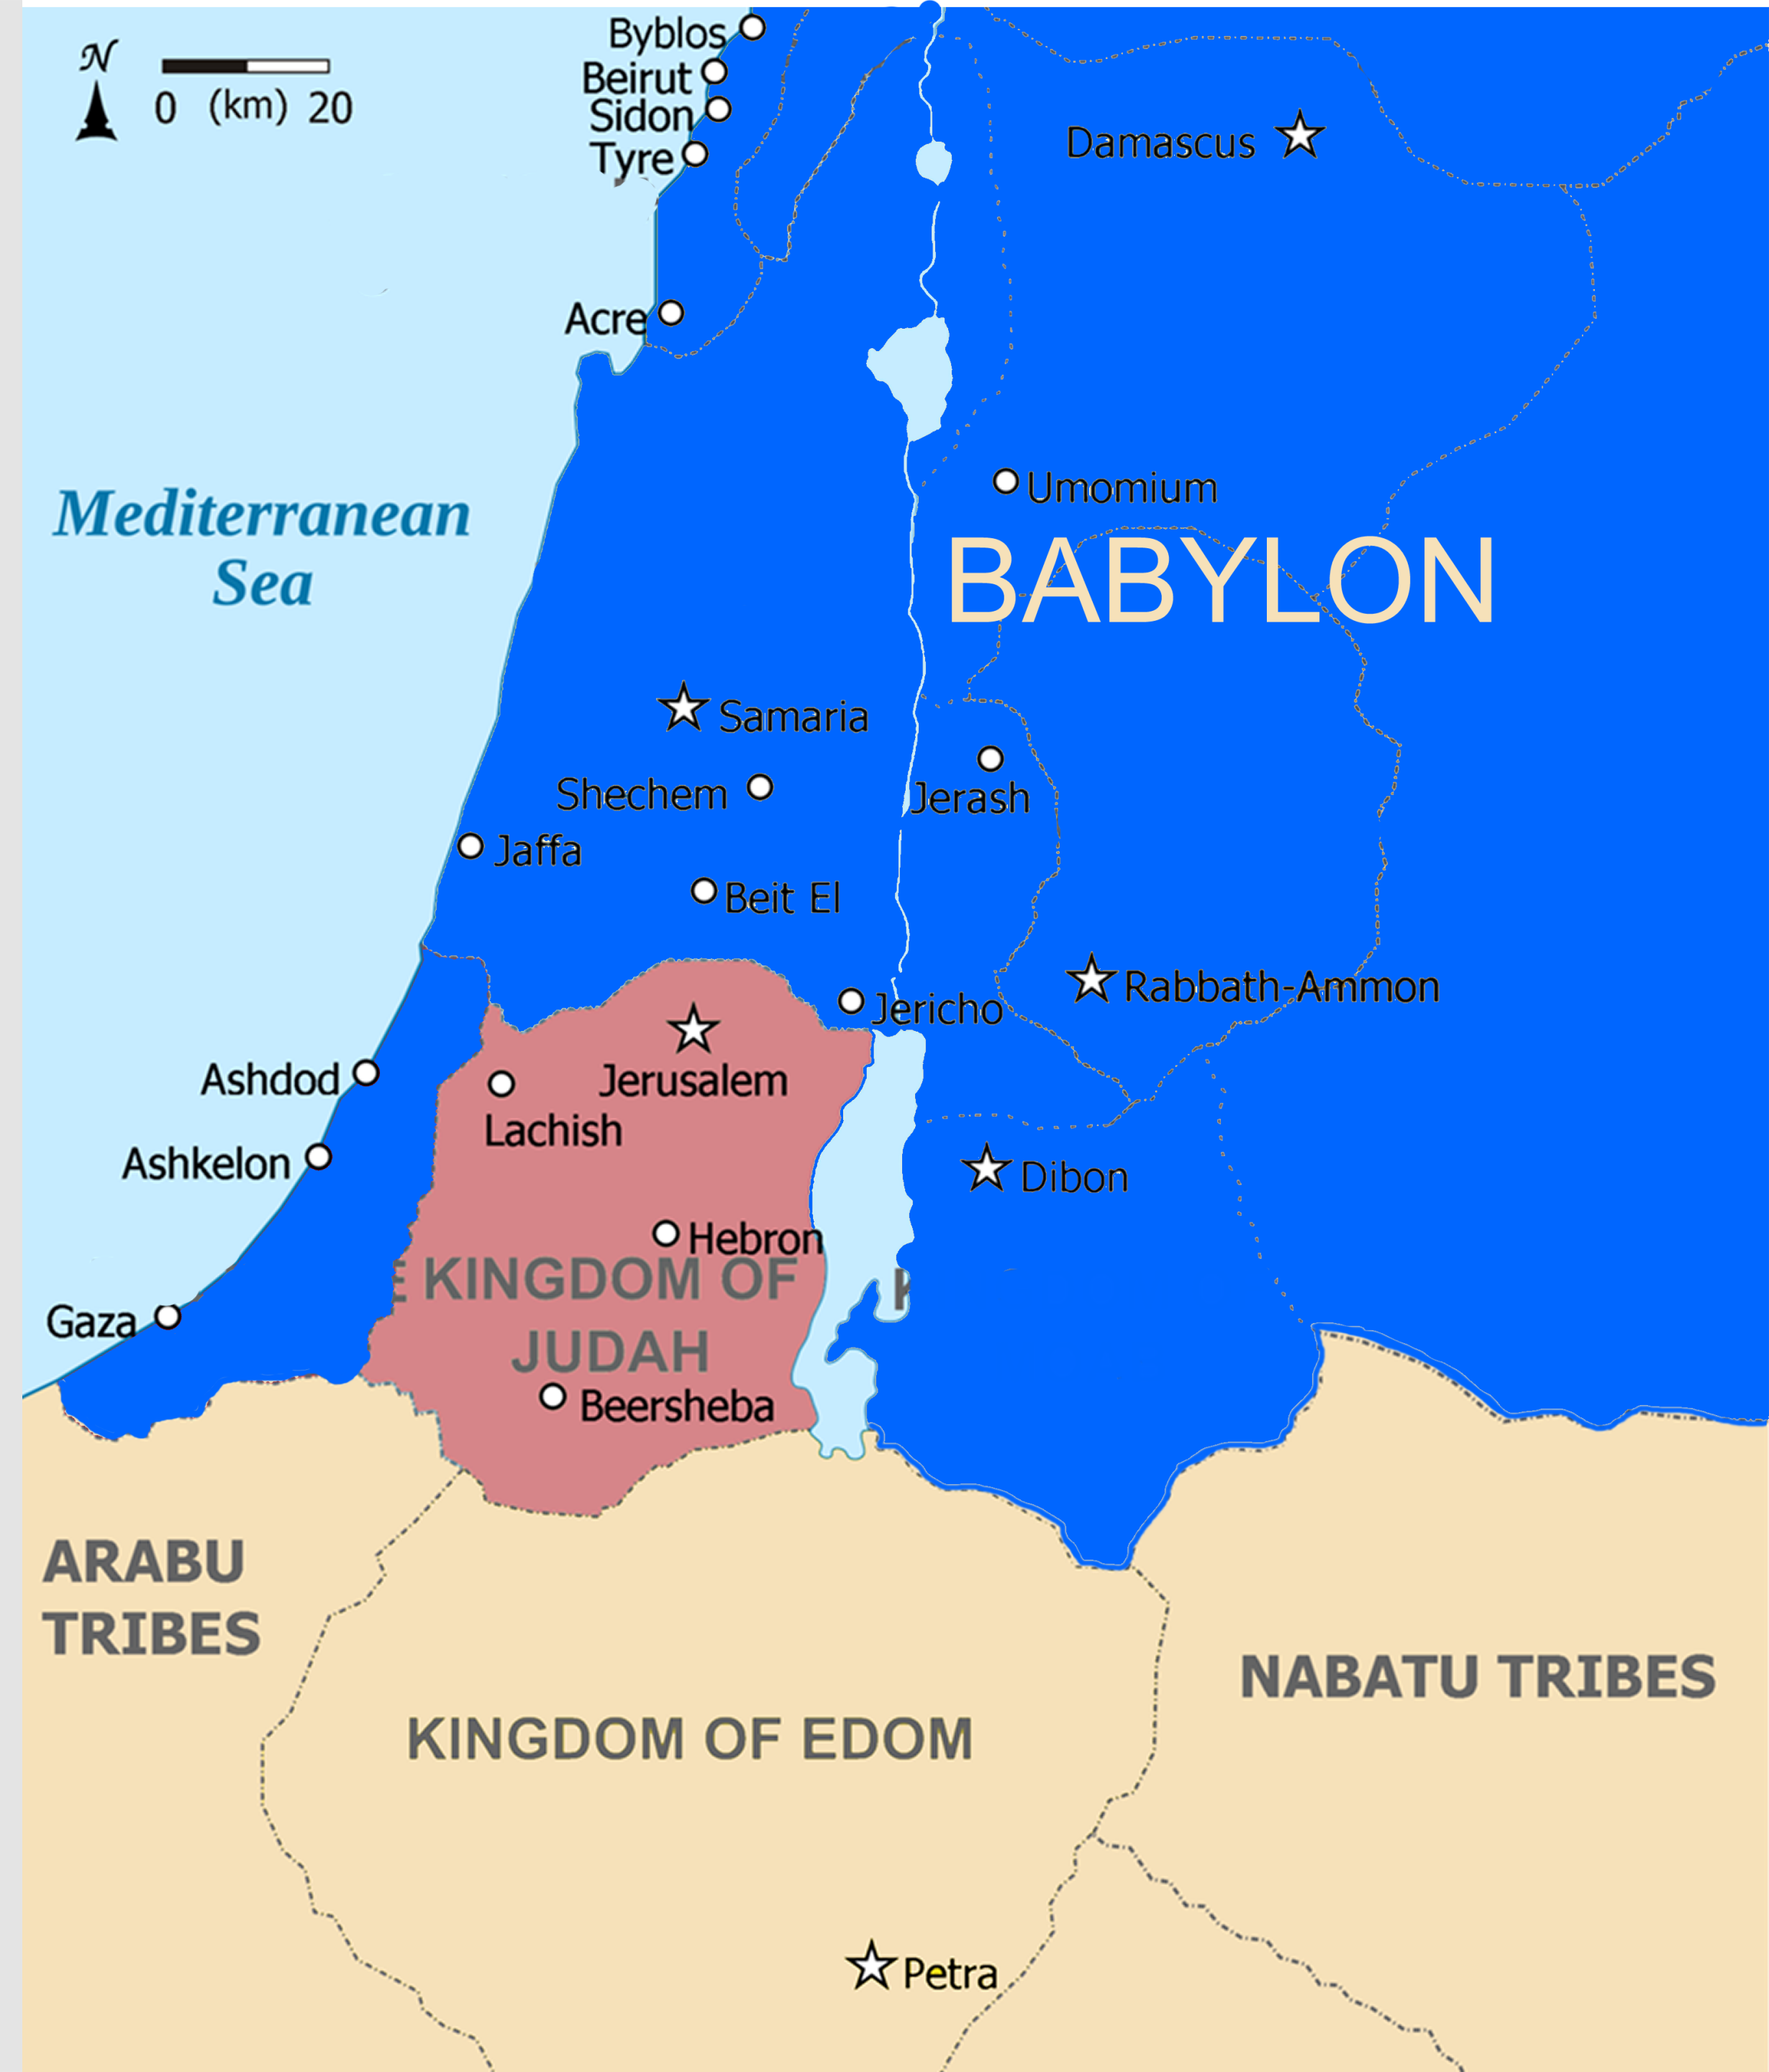 Byblos
N
0 (km) 20
Beirut
Sidon
Tyre
Damascus
Acre
Mediterranean
Sea
Umomium
BABYLON
Samaria
Shechem
Jerash
Jaffa
Beit El
Rabbath-Ammon
Jericho
Jerusalem
Ashdod
Lachish
Ashkelon
Dibon
Hebron
E KINGDOM OF
K
Gaza
JUDAH
Beersheba
ARABU
TRIBES
NABATU TRIBES
KINGDOM OF EDOM
Petra